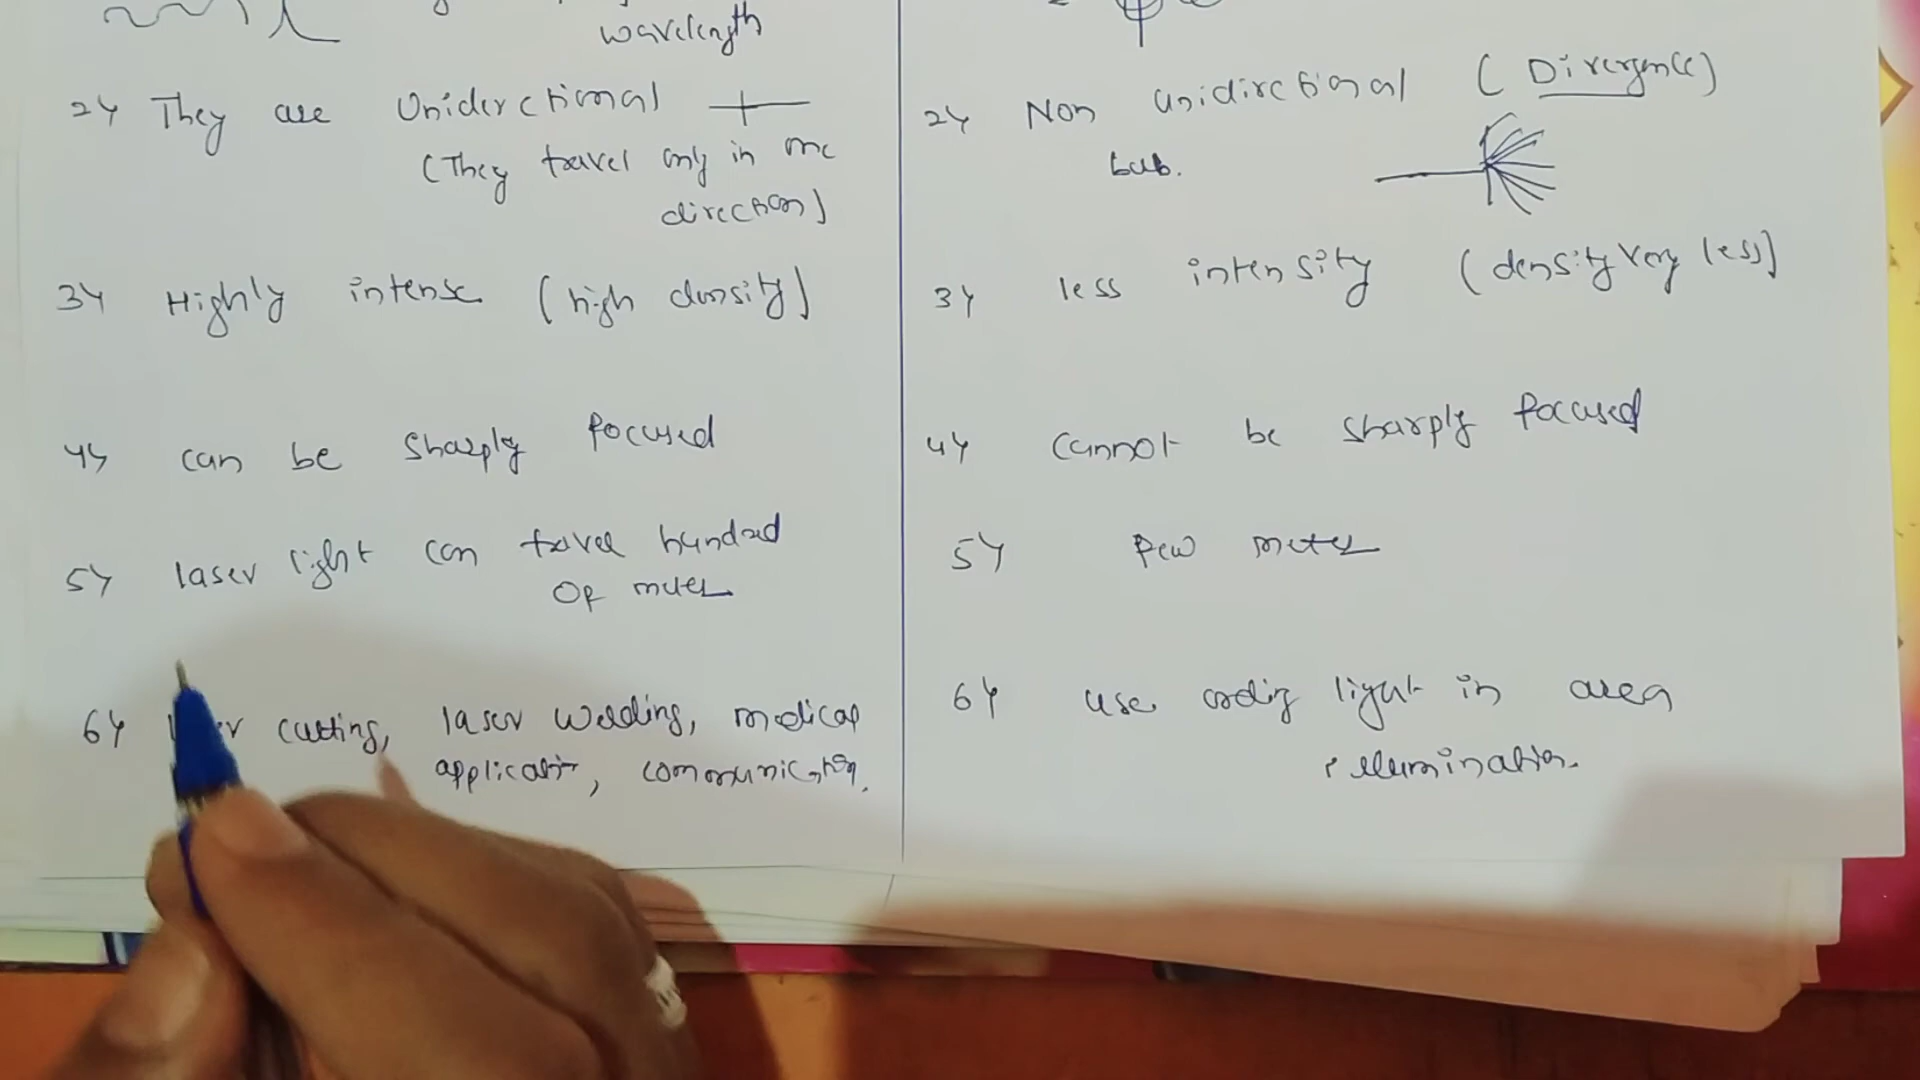 wavelength
2) They are Unidirectional
(They travel only in one
direction)
3) Highly intense (high density)
4) can be sharply focused
5) laser light can travel hundred
Of meter
6) cutting, laser welding, medical
application, communication.
2) Non unidirectional (Divergence)
bulb.
3) less intensity (density very less)
4) Cannot be sharply focused
5) few meter
6) Use light in area
illumination.